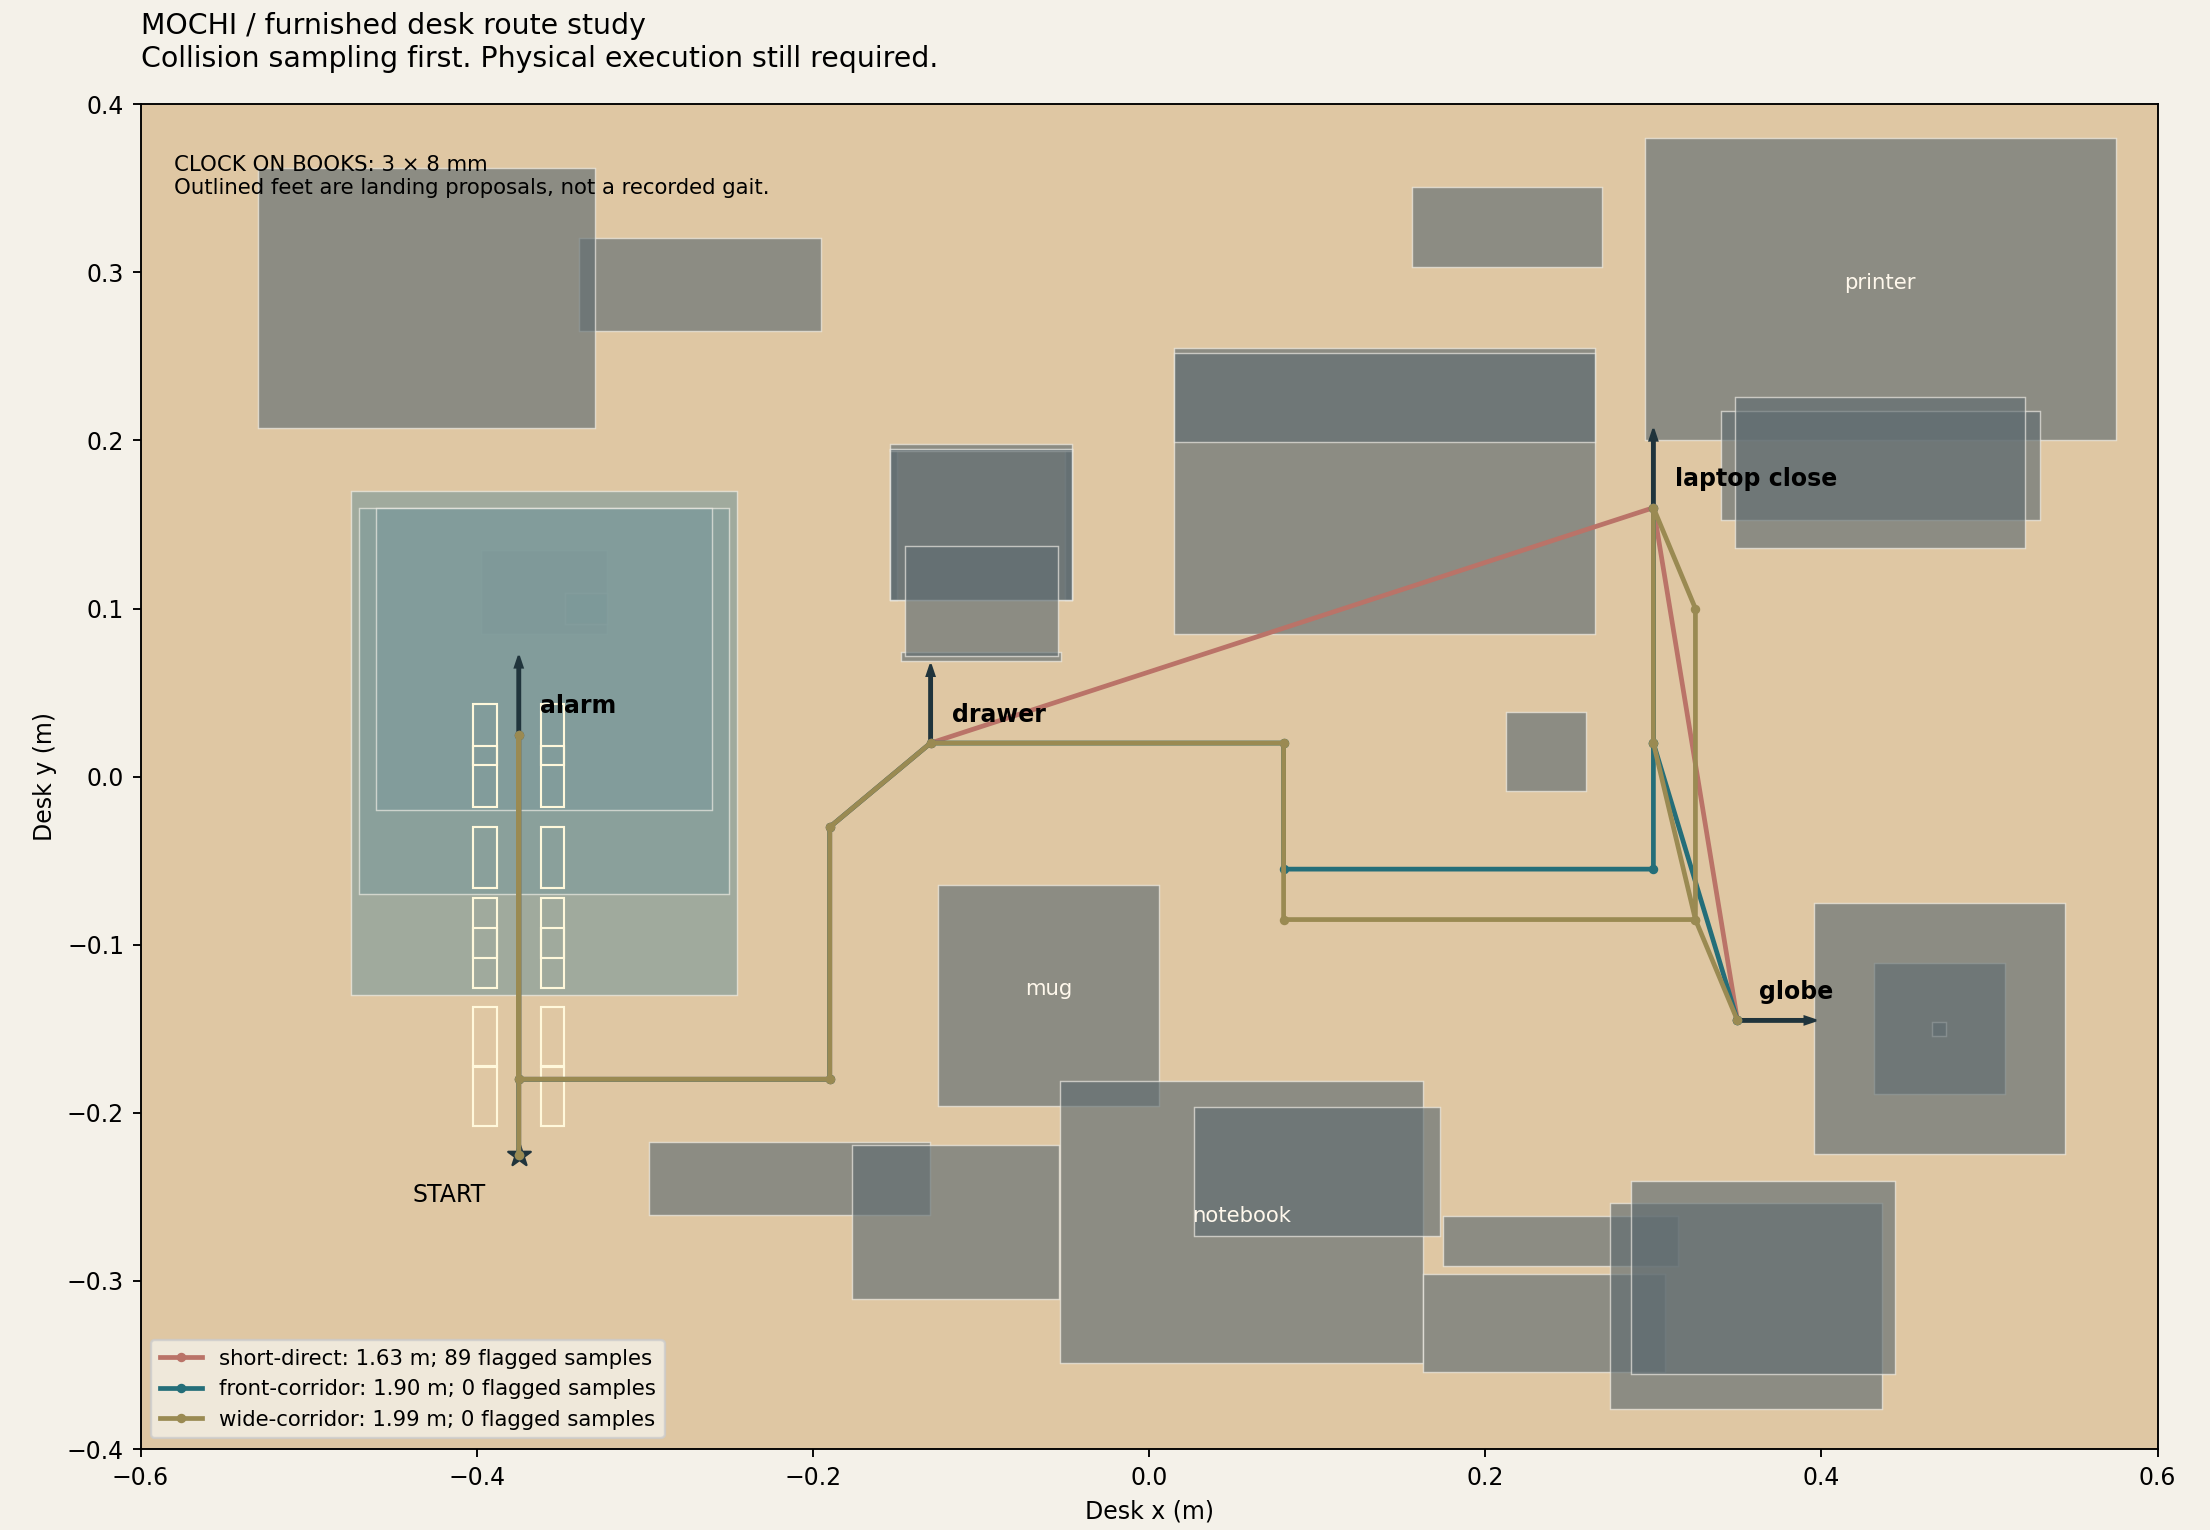 MOCHI / furnished desk route study
Collision sampling first. Physical execution still required.
0.4
0.3
0.2
0.1
0.0
−0.1
−0.2
−0.3
−0.4
Desk y (m)
CLOCK ON BOOKS: 3 × 8 mm
Outlined feet are landing proposals, not a recorded gait.
printer
laptop close
alarm
drawer
mug
globe
START
notebook
short-direct: 1.63 m; 89 flagged samples
front-corridor: 1.90 m; 0 flagged samples
wide-corridor: 1.99 m; 0 flagged samples
−0.6
−0.4
−0.2
0.0
0.2
0.4
0.6
Desk x (m)